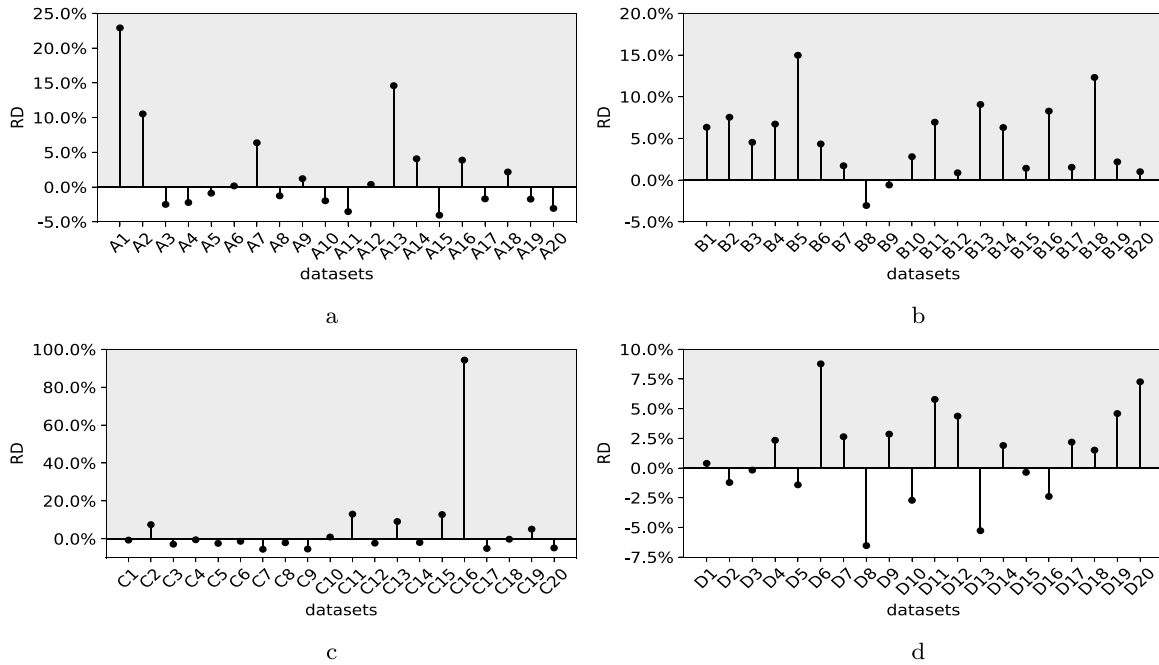 25.0%
20.0%
15.0%
10.0%
5.0%
0.0%
-5.0%
RD
A1 A2 A3 A4 A5 A6 A7 A8 A9 A10 A11 A12 A13 A14 A15 A16 A17 A18 A19 A20
datasets
a
20.0%
15.0%
10.0%
5.0%
0.0%
-5.0%
RD
B1 B2 B3 B4 B5 B6 B7 B8 B9 B10 B11 B12 B13 B14 B15 B16 B17 B18 B19 B20
datasets
b
100.0%
80.0%
60.0%
40.0%
20.0%
0.0%
RD
C1 C2 C3 C4 C5 C6 C7 C8 C9 C10 C11 C12 C13 C14 C15 C16 C17 C18 C19 C20
datasets
c
10.0%
7.5%
5.0%
2.5%
0.0%
-2.5%
-5.0%
-7.5%
RD
D1 D2 D3 D4 D5 D6 D7 D8 D9 D10 D11 D12 D13 D14 D15 D16 D17 D18 D19 D20
datasets
d